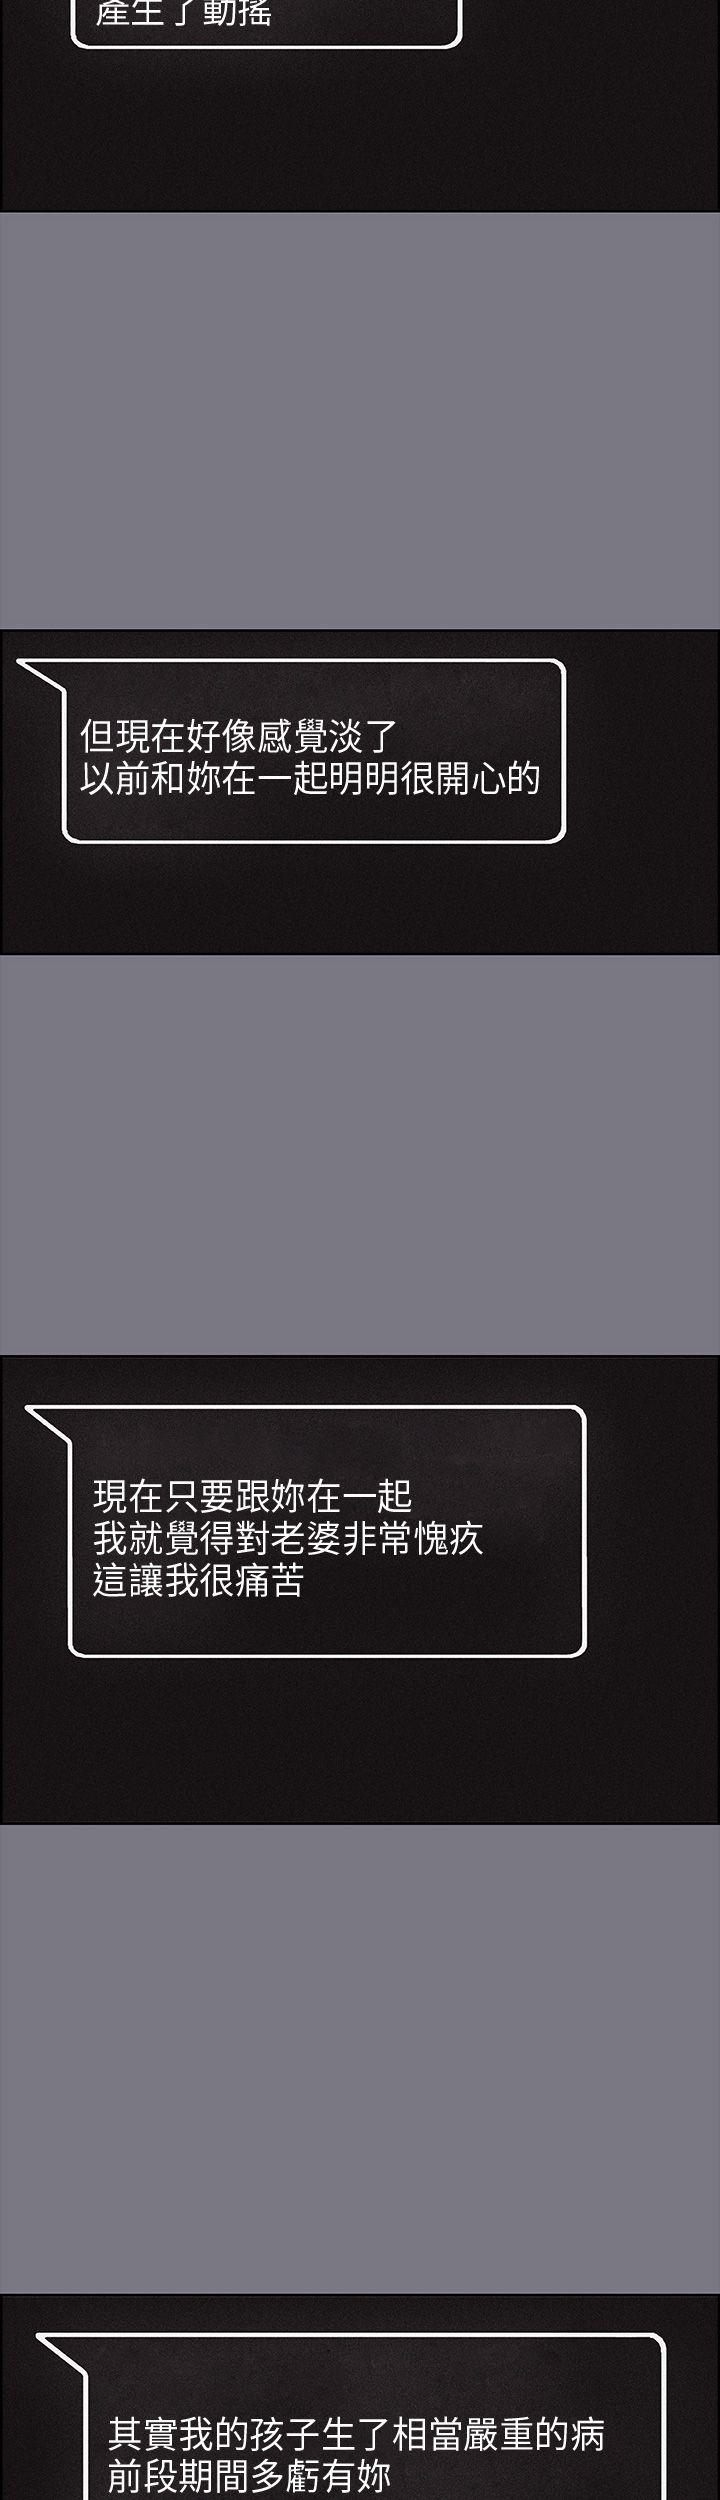 產生了動搖
但現在好像感覺淡了
以前和妳在一起明明很開心的
現在只要跟妳在一起
我就覺得對老婆非常愧疚
這讓我很痛苦
其實我的孩子生了相當嚴重的病
前段期間多虧有妳